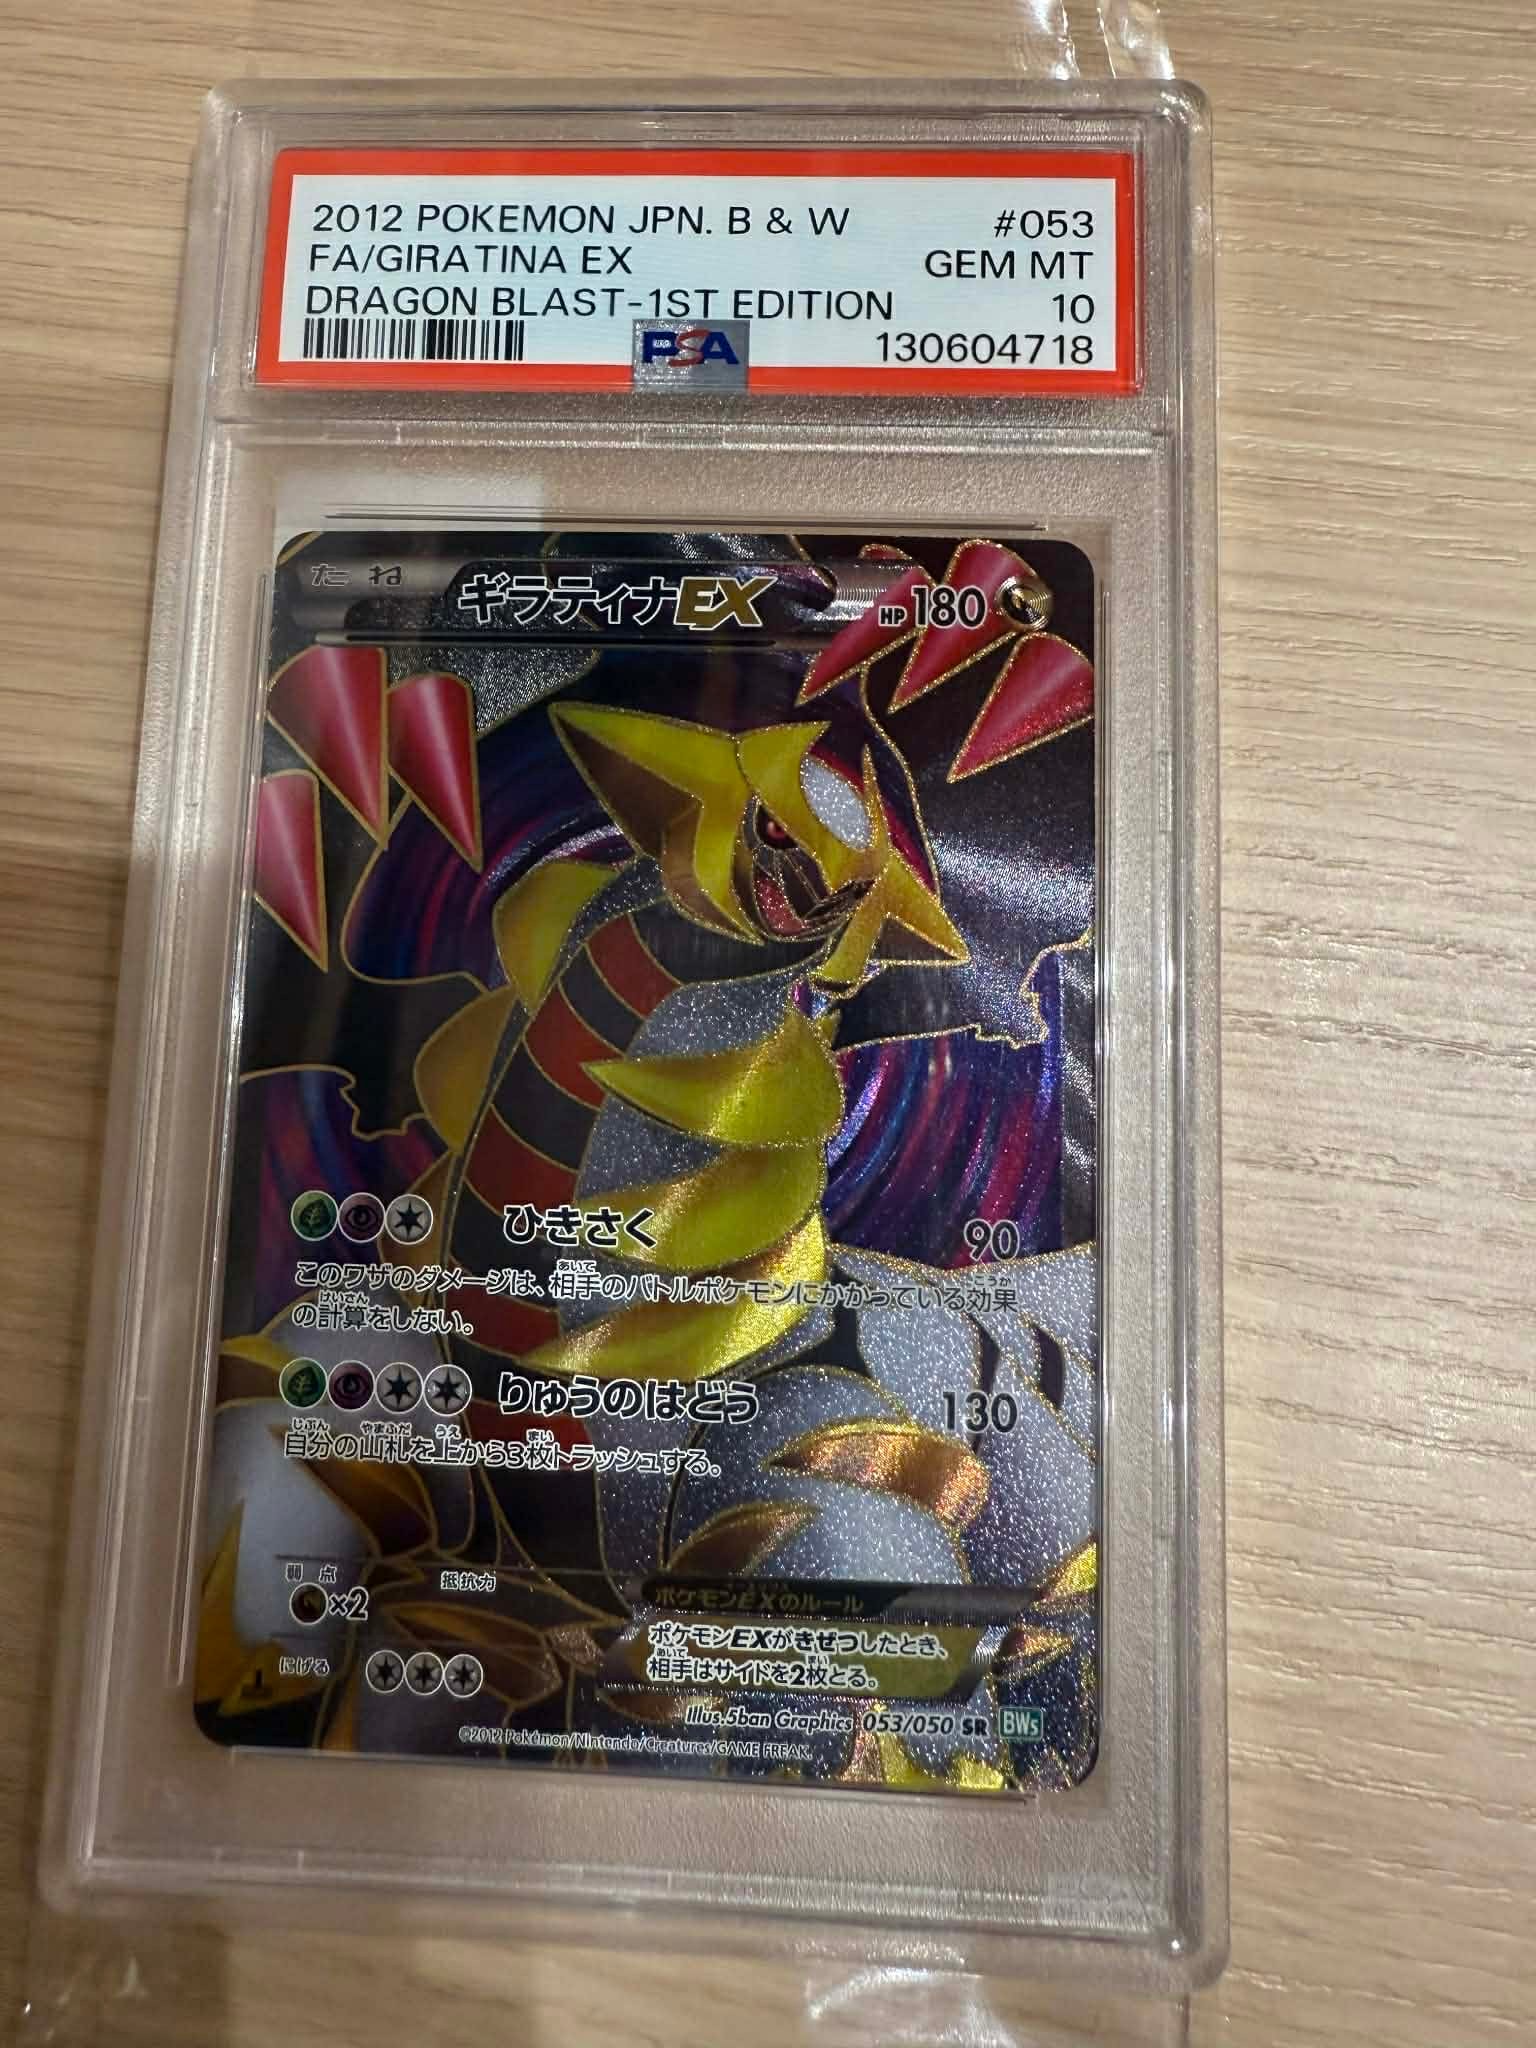 2012 POKEMON JPN. B & W #053
FA/GIRATINA EX GEM MT
DRAGON BLAST-1ST EDITION 10
PSA 130604718
たね ギラティナEX HP180
ひきさく 90
このワザのダメージは、相手のバトルポケモンにかかっている効果
の計算をしない。
りゅうのはどう 130
自分の山札を上から3枚トラッシュする。
弱点 抵抗力
×2
ポケモンEXのルール
ポケモンEXがきぜつしたとき、
相手はサイドを2枚とる。
にげる
Illus.5ban Graphics 053/050 SR BWs
©2012 Pokémon/Nintendo/Creatures/GAME FREAK.